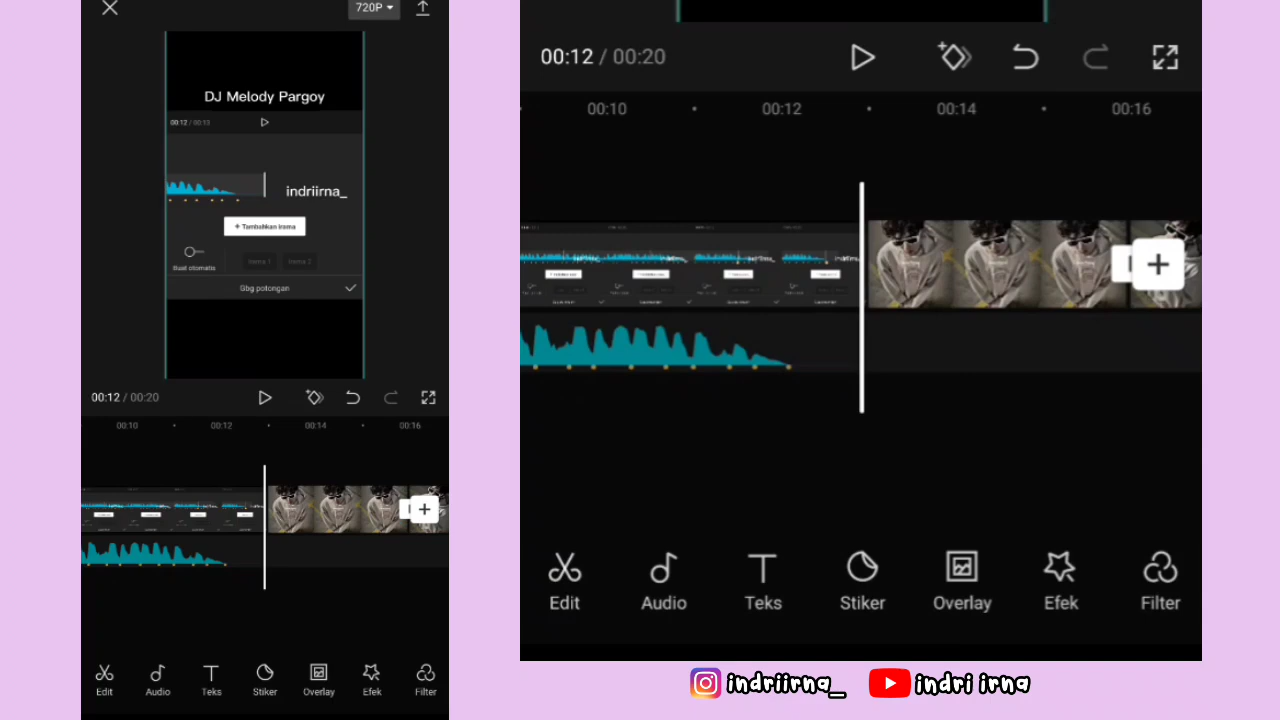 720P
DJ Melody Pargoy
00:12 / 00:13
indriirna_
+ Tambahkan irama
Buat otomatis
Irama 1
Irama 2
Gbg potongan
00:12 / 00:20
00:10
00:12
00:14
00:16
Edit
Audio
Teks
Stiker
Overlay
Efek
Filter
00:12 / 00:20
00:10
00:12
00:14
00:16
Edit
Audio
Teks
Stiker
Overlay
Efek
Filter
indriirna_
indri irna